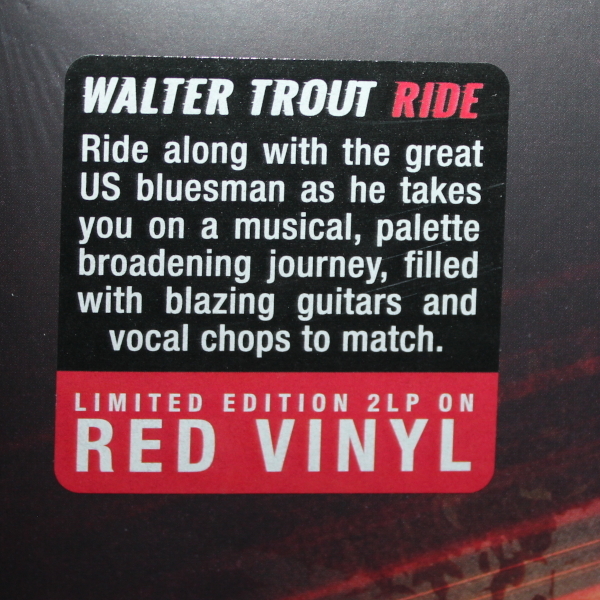 WALTER TROUT RIDE
Ride along with the great
US bluesman as he takes
you on a musical, palette
broadening journey, filled
with blazing guitars and
vocal chops to match.
LIMITED EDITION 2LP ON
RED VINYL